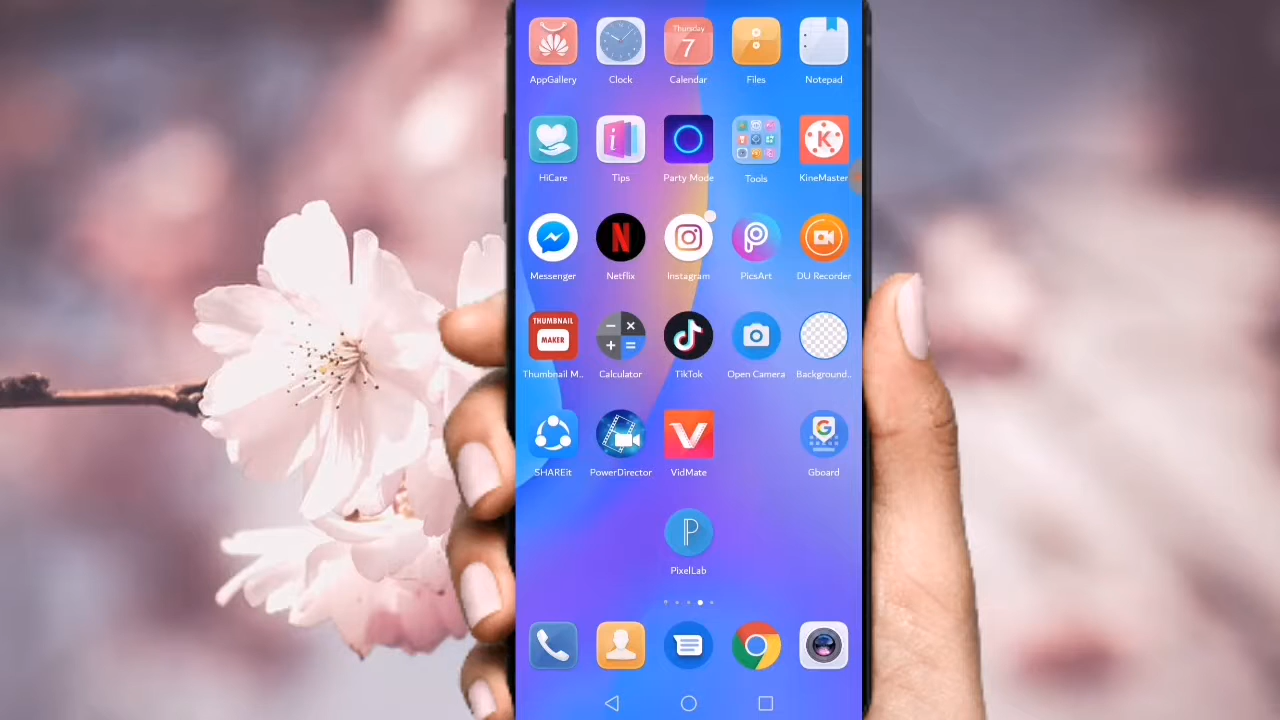 Thursday
7
AppGallery Clock Calendar Files Notepad
HiCare Tips Party Mode Tools KineMaster
Messenger Netflix Instagram PicsArt DU Recorder
THUMBNAIL
MAKER
Thumbnail M.. Calculator TikTok Open Camera Background..
SHAREit PowerDirector VidMate Gboard
PixelLab